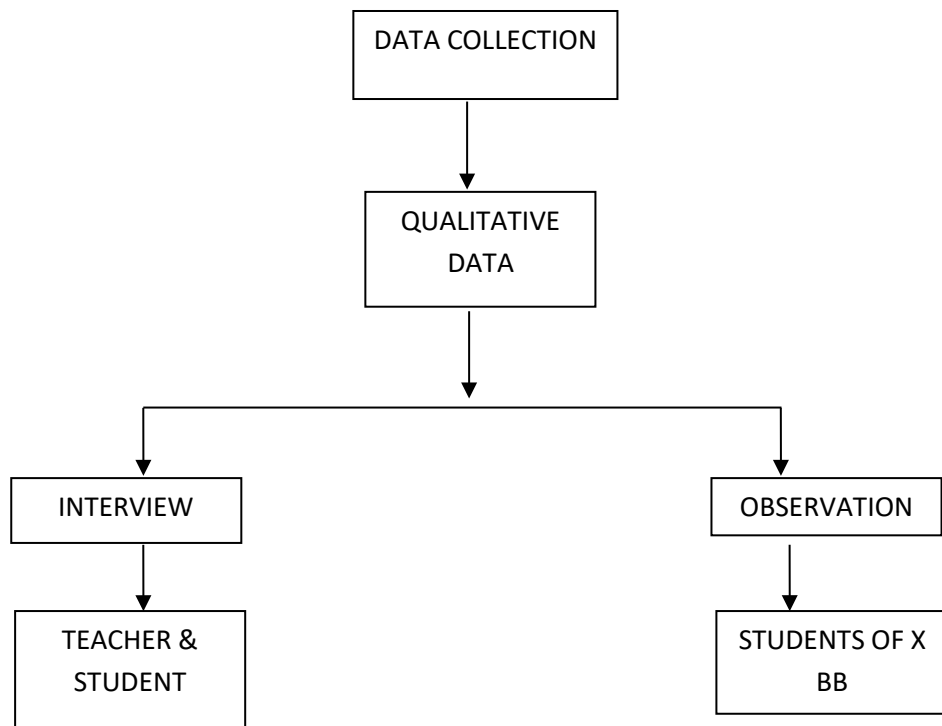 DATA COLLECTION
QUALITATIVE
DATA
INTERVIEW
OBSERVATION
TEACHER &
STUDENT
STUDENTS OF X
BB